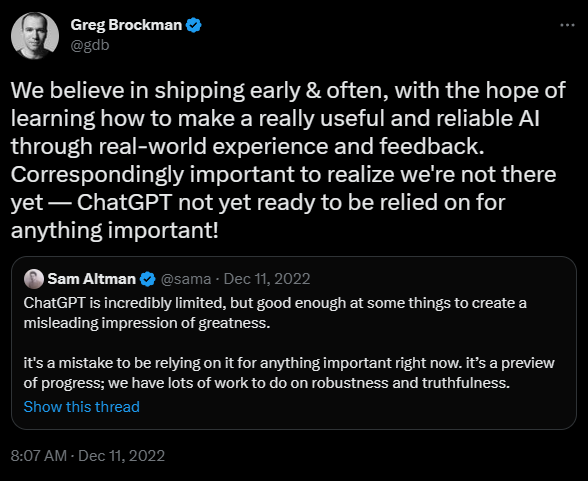 Greg Brockman
@gdb
We believe in shipping early & often, with the hope of
learning how to make a really useful and reliable AI
through real-world experience and feedback.
Correspondingly important to realize we're not there
yet — ChatGPT not yet ready to be relied on for
anything important!
Sam Altman @sama · Dec 11, 2022
ChatGPT is incredibly limited, but good enough at some things to create a
misleading impression of greatness.
it's a mistake to be relying on it for anything important right now. it’s a preview
of progress; we have lots of work to do on robustness and truthfulness.
Show this thread
8:07 AM · Dec 11, 2022